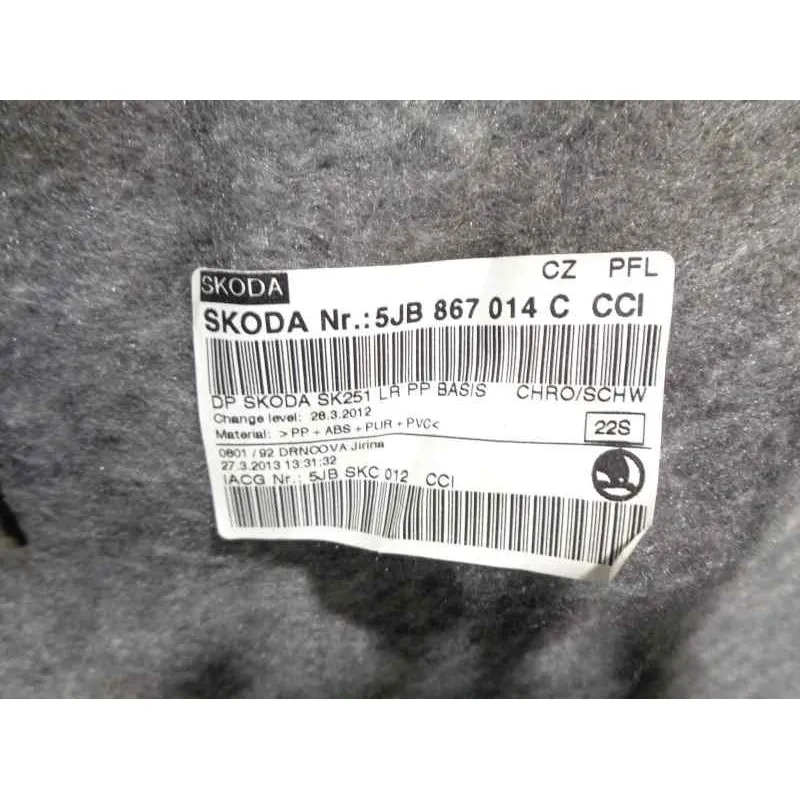 CZ PFL
SKODA
SKODA Nr.: 5JB 867 014 C CCI
DP SKODA SK251 LR PP BASIS CHRO/SCHW
Change level: 28.3.2012
Material: >PP+ABS+PUR+PVC< 22S
0801 / 92 DRNCOVA Jirina
27.3.2013 13:31:32
IACG Nr.: 5JB SKC 012 CCI